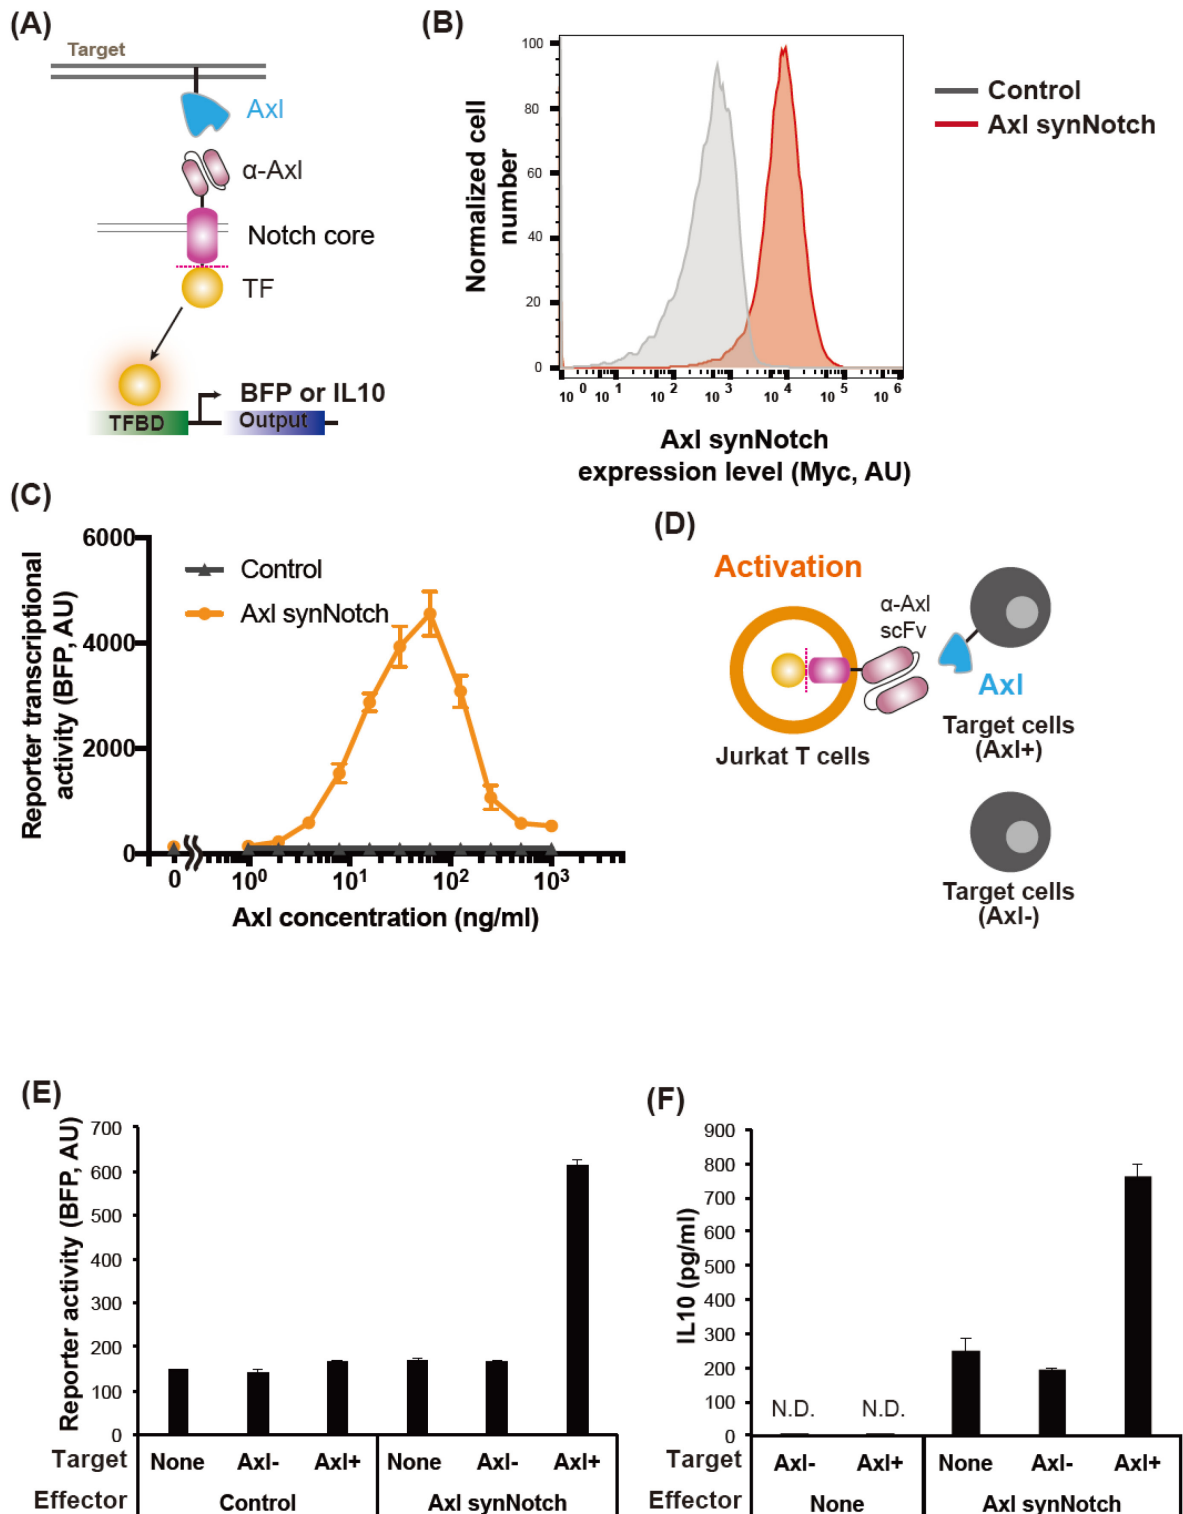 (A)
Target
Axl
α-Axl
Notch core
TF
BFP or IL10
TFBD
Output
(B)
Normalized cell
number
100
80
60
40
20
0
10 0 10 1 10 2 10 3 10 4 10 5 10 6
Axl synNotch
expression level (Myc, AU)
Control
Axl synNotch
(C)
Reporter transcriptional
activity (BFP, AU)
6000
4000
2000
0
Control
Axl synNotch
0 10⁰ 10¹ 10² 10³
Axl concentration (ng/ml)
(D)
Activation
α-Axl
scFv
Axl
Jurkat T cells
Target cells
(Axl+)
Target cells
(Axl-)
(E)
Reporter activity (BFP, AU)
700
600
500
400
300
200
100
0
Target None Axl- Axl+ None Axl- Axl+
Effector Control Axl synNotch
(F)
IL10 (pg/ml)
900
800
700
600
500
400
300
200
100
0
N.D. N.D.
Target Axl- Axl+ None Axl- Axl+
Effector None Axl synNotch